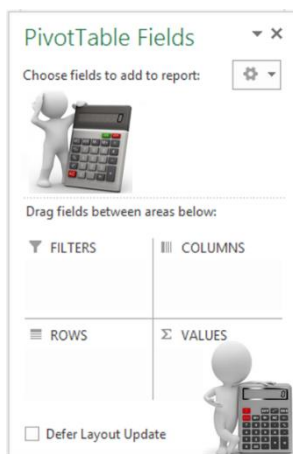 PivotTable Fields
Choose fields to add to report:
Drag fields between areas below:
FILTERS
COLUMNS
ROWS
Σ VALUES
Defer Layout Update